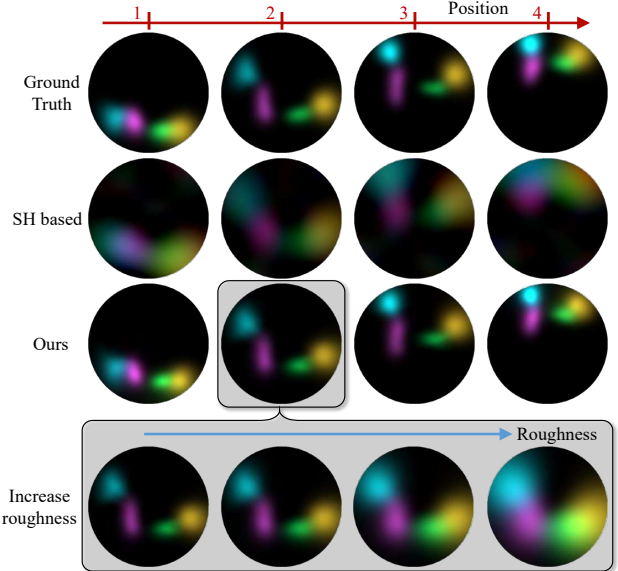 Position
1 2 3 4
Ground
Truth
SH based
Ours
Roughness
Increase
roughness